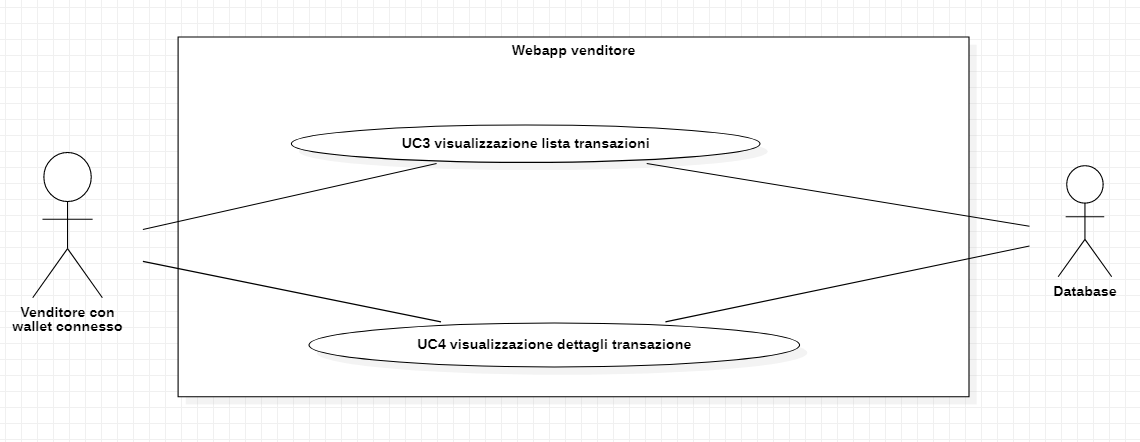 Webapp venditore
UC3 visualizzazione lista transazioni
Venditore con
wallet connesso
Database
UC4 visualizzazione dettagli transazione